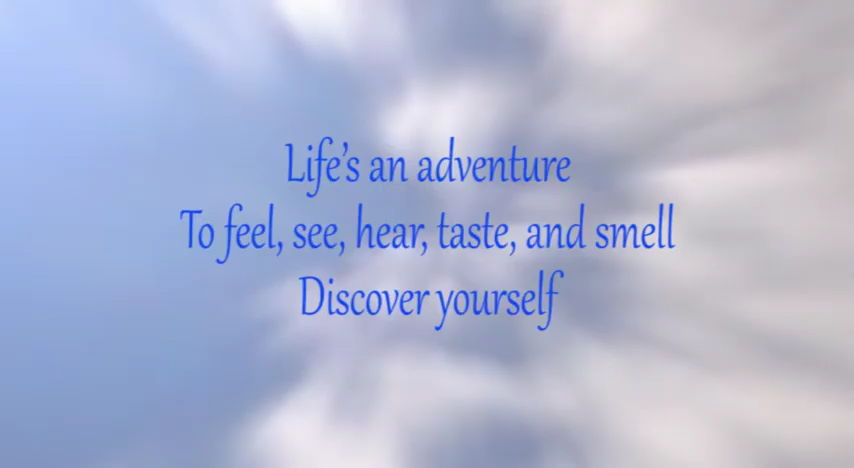 Life’s an adventure
To feel, see, hear, taste, and smell
Discover yourself